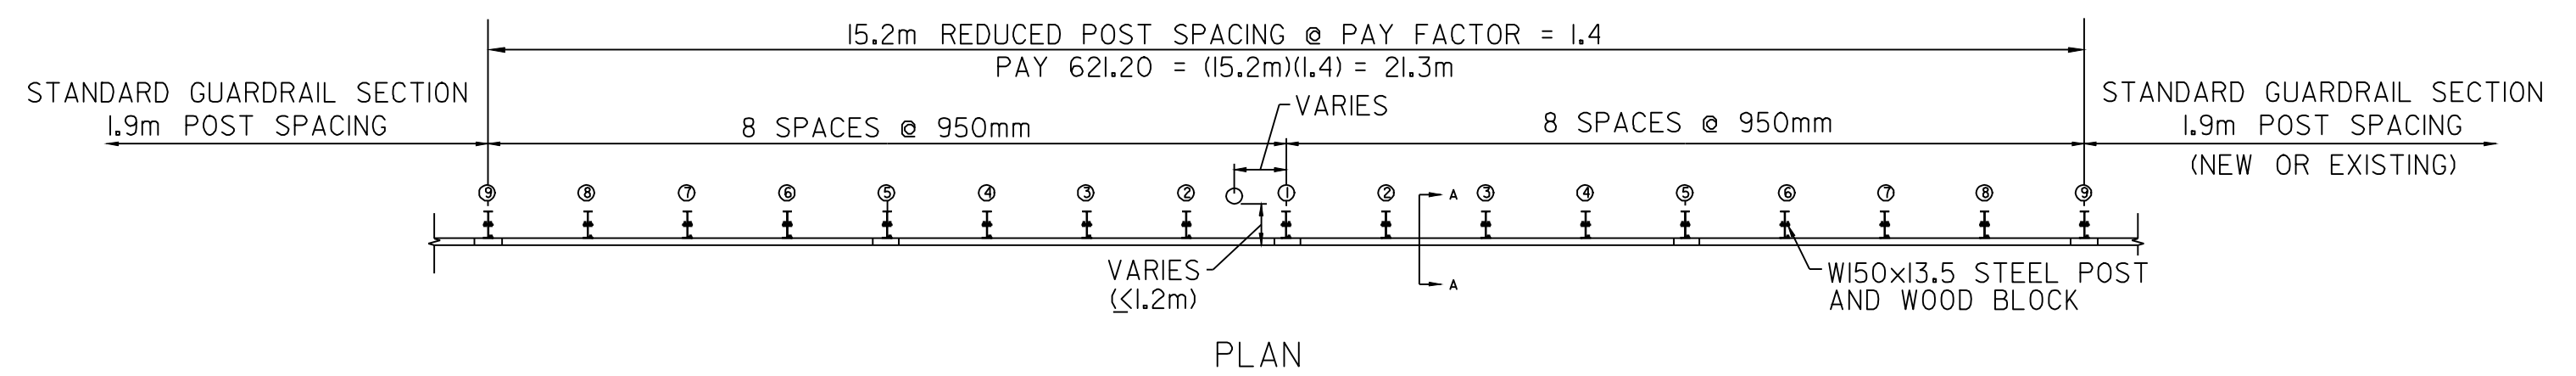 15.2m REDUCED POST SPACING @ PAY FACTOR = 1.4
PAY 621.20 = (15.2m)(1.4) = 21.3m
STANDARD GUARDRAIL SECTION
1.9m POST SPACING
8 SPACES @ 950mm
VARIES
8 SPACES @ 950mm
STANDARD GUARDRAIL SECTION
1.9m POST SPACING
(NEW OR EXISTING)
9 8 7 6 5 4 3 2 1 2 3 4 5 6 7 8 9
A
A
VARIES
(≤1.2m)
W150x13.5 STEEL POST
AND WOOD BLOCK
PLAN